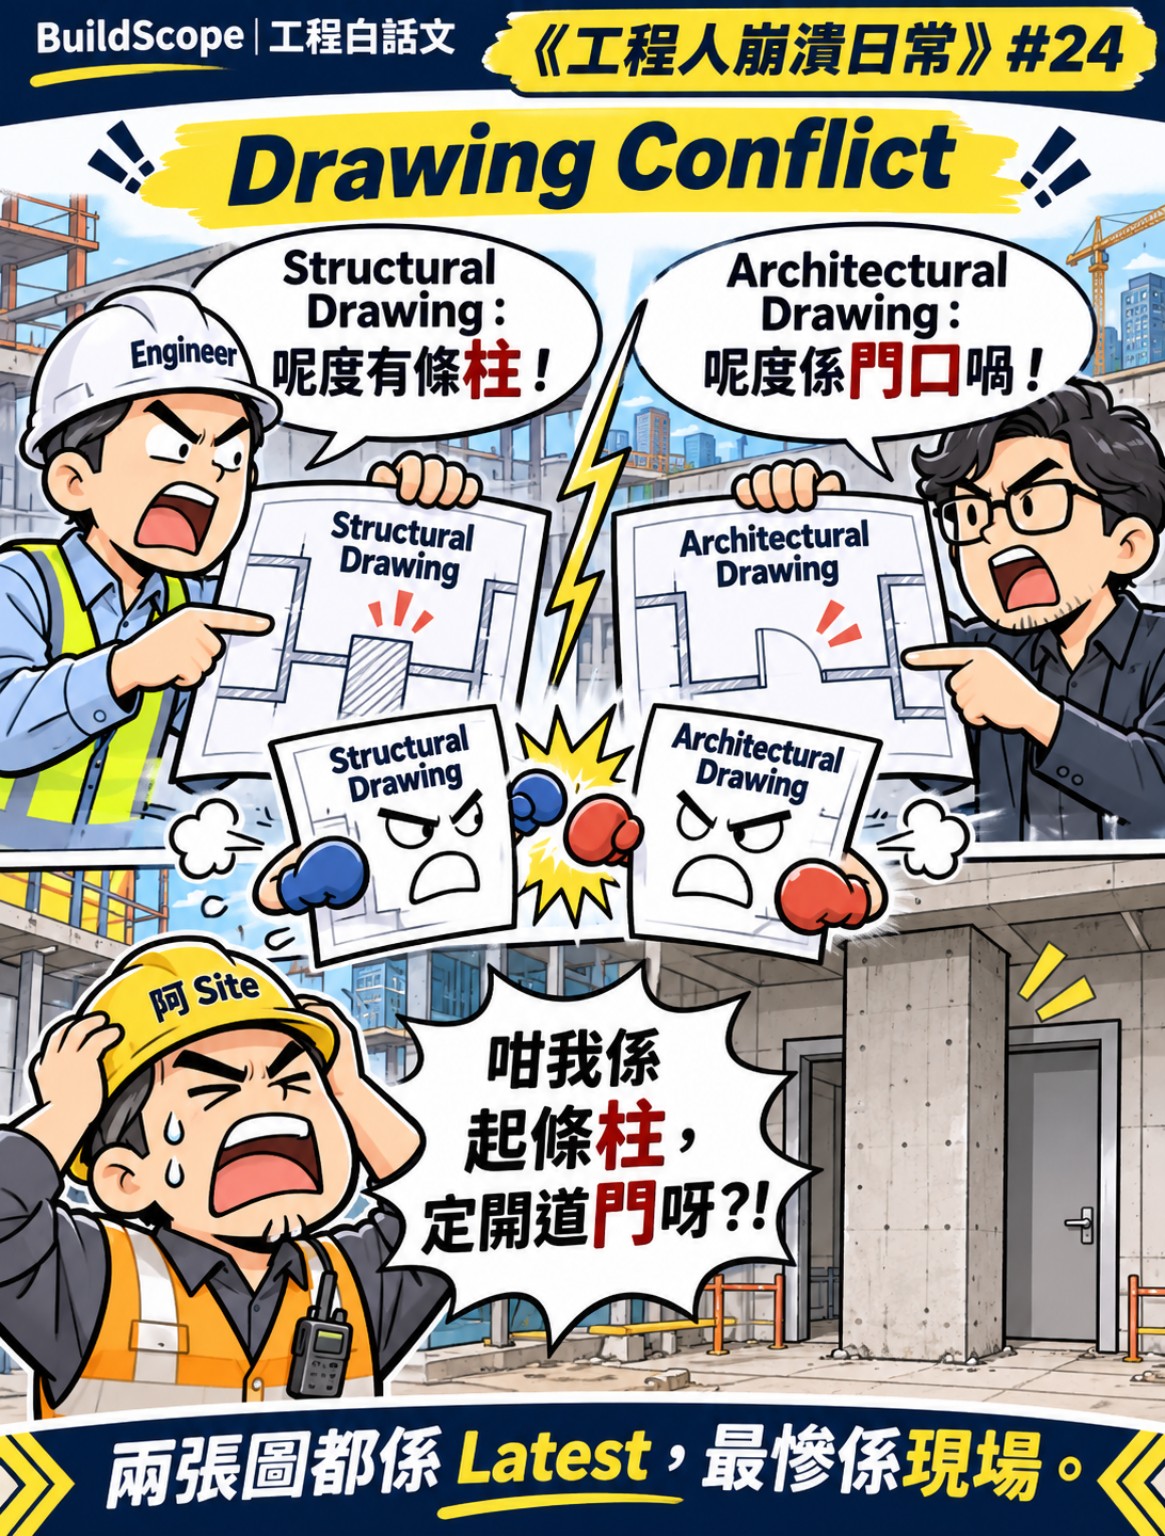 BuildScope | 工程白話文
《工程人崩潰日常》#24
Drawing Conflict
Structural
Drawing：
呢度有條柱！
Architectural
Drawing：
呢度係門口喎！
Engineer
Structural
Drawing
Architectural
Drawing
Structural
Drawing
Architectural
Drawing
阿 Site
咁我係
起條柱，
定開道門呀?!
兩張圖都係 Latest，最慘係現場。